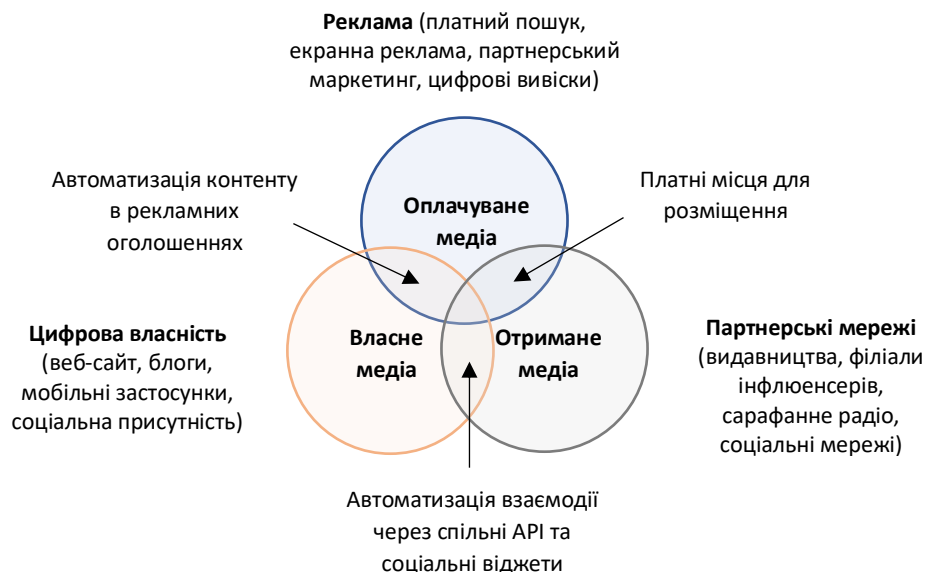 Реклама (платний пошук,
екранна реклама, партнерський
маркетинг, цифрові вивіски)
Автоматизація контенту
в рекламних
оголошеннях
Платні місця для
розміщення
Оплачуване
медіа
Цифрова власність
(веб-сайт, блоги,
мобільні застосунки,
соціальна присутність)
Власне
медіа
Отримане
медіа
Партнерські мережі
(видавництва, філіали
інфлюенсерів,
сарафанне радіо,
соціальні мережі)
Автоматизація взаємодії
через спільні API та
соціальні віджети